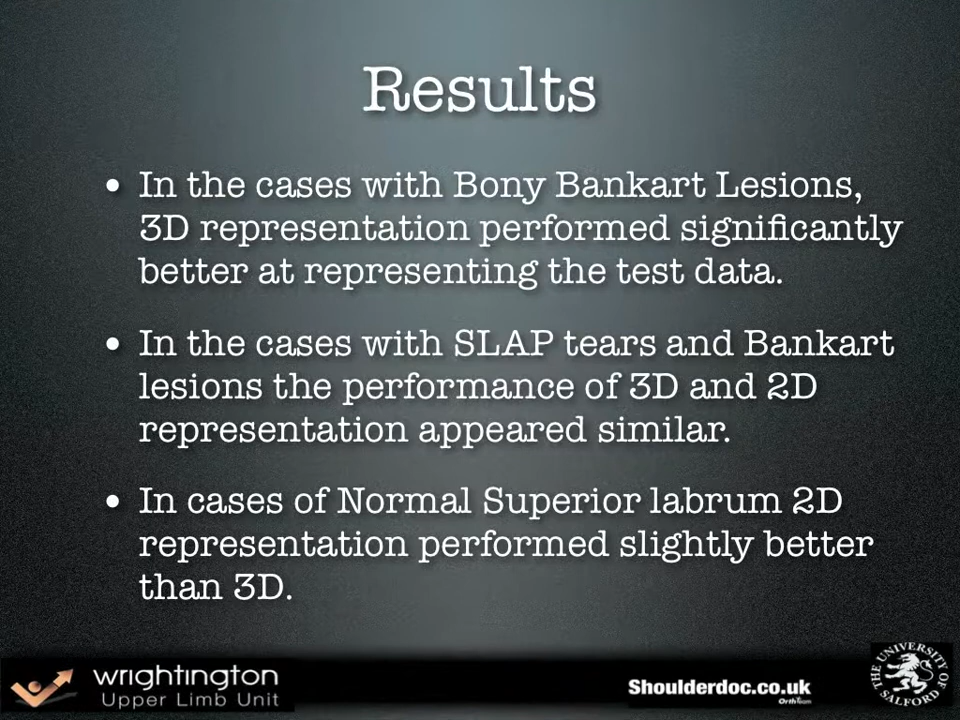 Results
• In the cases with Bony Bankart Lesions,
3D representation performed significantly
better at representing the test data.
• In the cases with SLAP tears and Bankart
lesions the performance of 3D and 2D
representation appeared similar.
• In cases of Normal Superior labrum 2D
representation performed slightly better
than 3D.
wrightington
Upper Limb Unit
Shoulderdoc.co.uk
OrthTeam
THE UNIVERSITY OF SALFORD